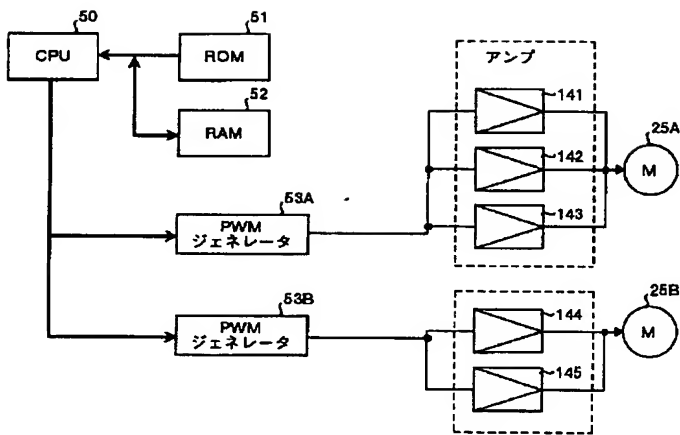 50
CPU
51
ROM
52
RAM
アンプ
141
142
143
25A
M
53A
PWM
ジェネレータ
53B
PWM
ジェネレータ
144
145
25B
M